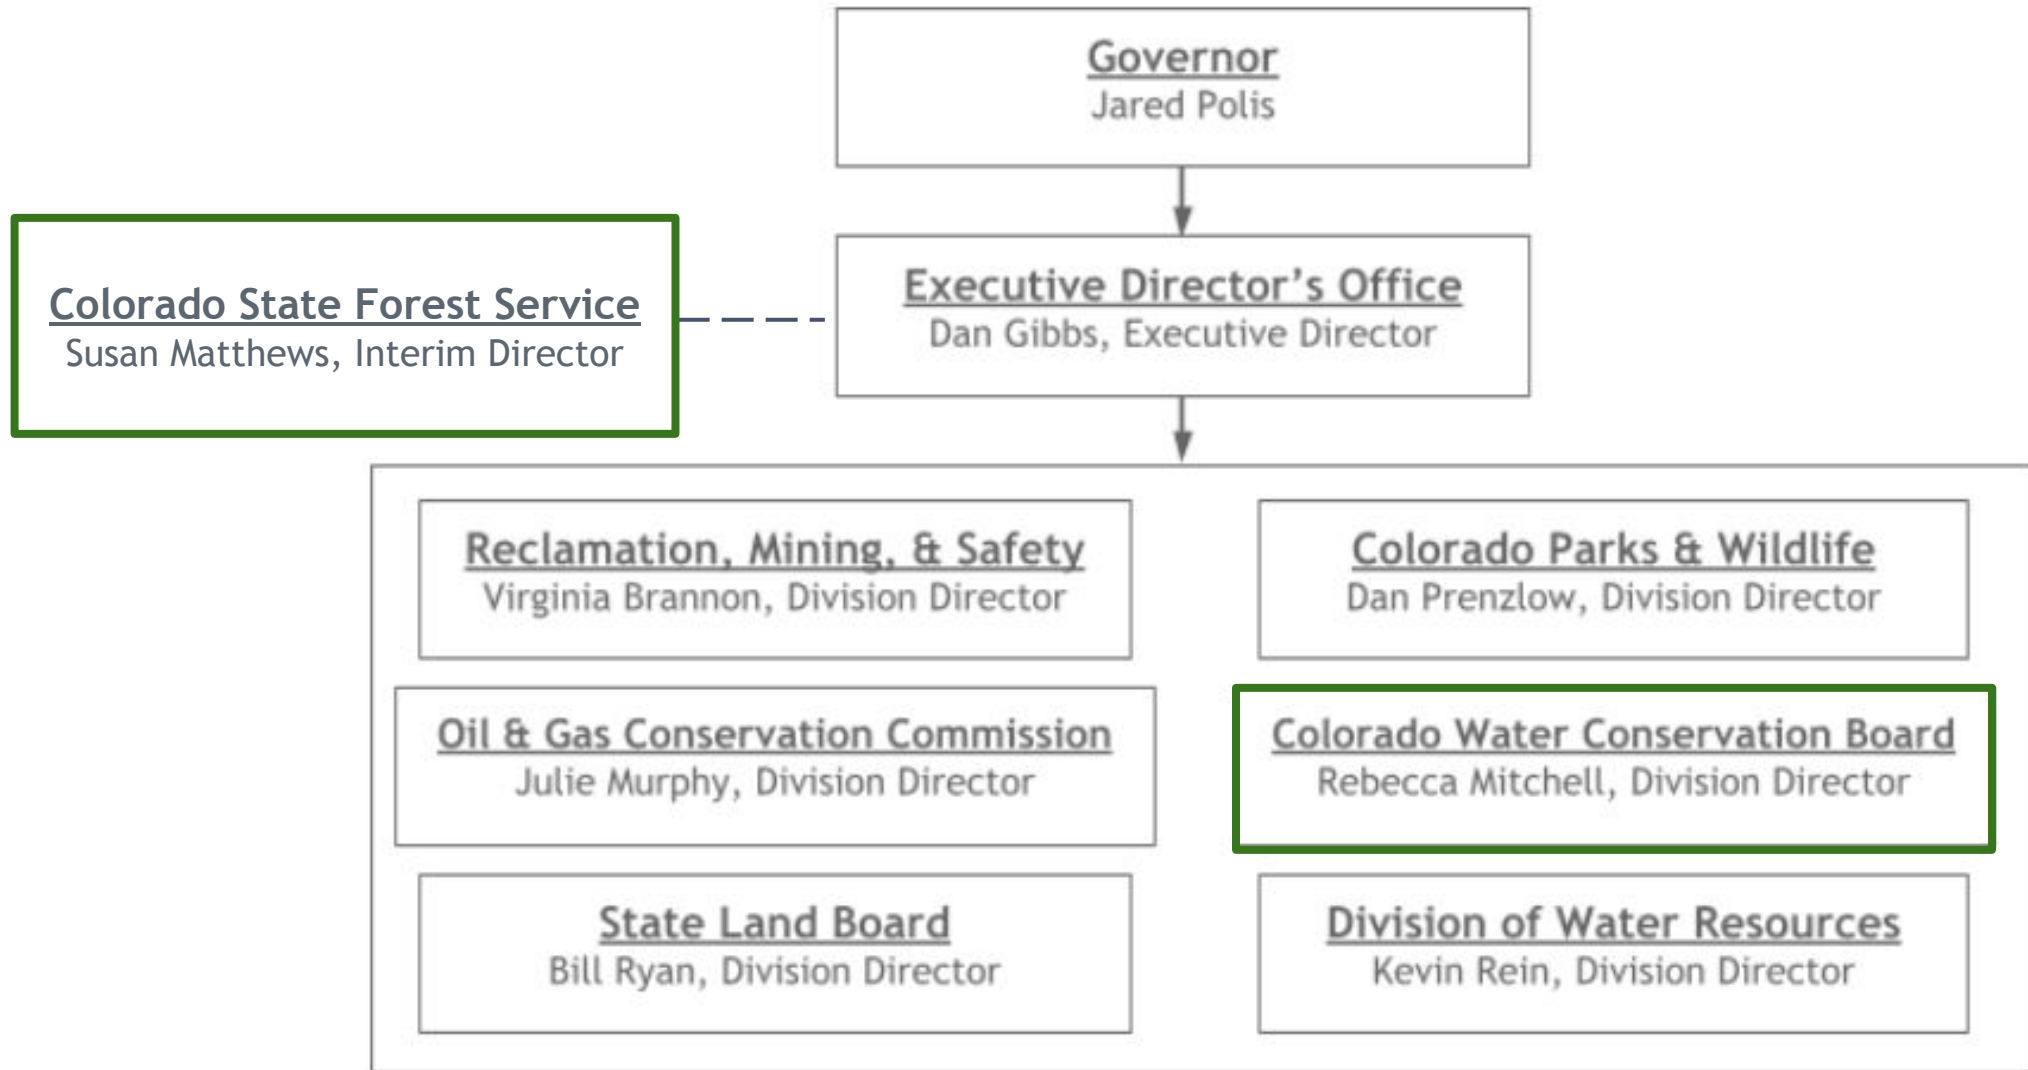 Governor
Jared Polis
Colorado State Forest Service
Susan Matthews, Interim Director
Executive Director’s Office
Dan Gibbs, Executive Director
Reclamation, Mining, & Safety
Virginia Brannon, Division Director
Colorado Parks & Wildlife
Dan Prenzlow, Division Director
Oil & Gas Conservation Commission
Julie Murphy, Division Director
Colorado Water Conservation Board
Rebecca Mitchell, Division Director
State Land Board
Bill Ryan, Division Director
Division of Water Resources
Kevin Rein, Division Director